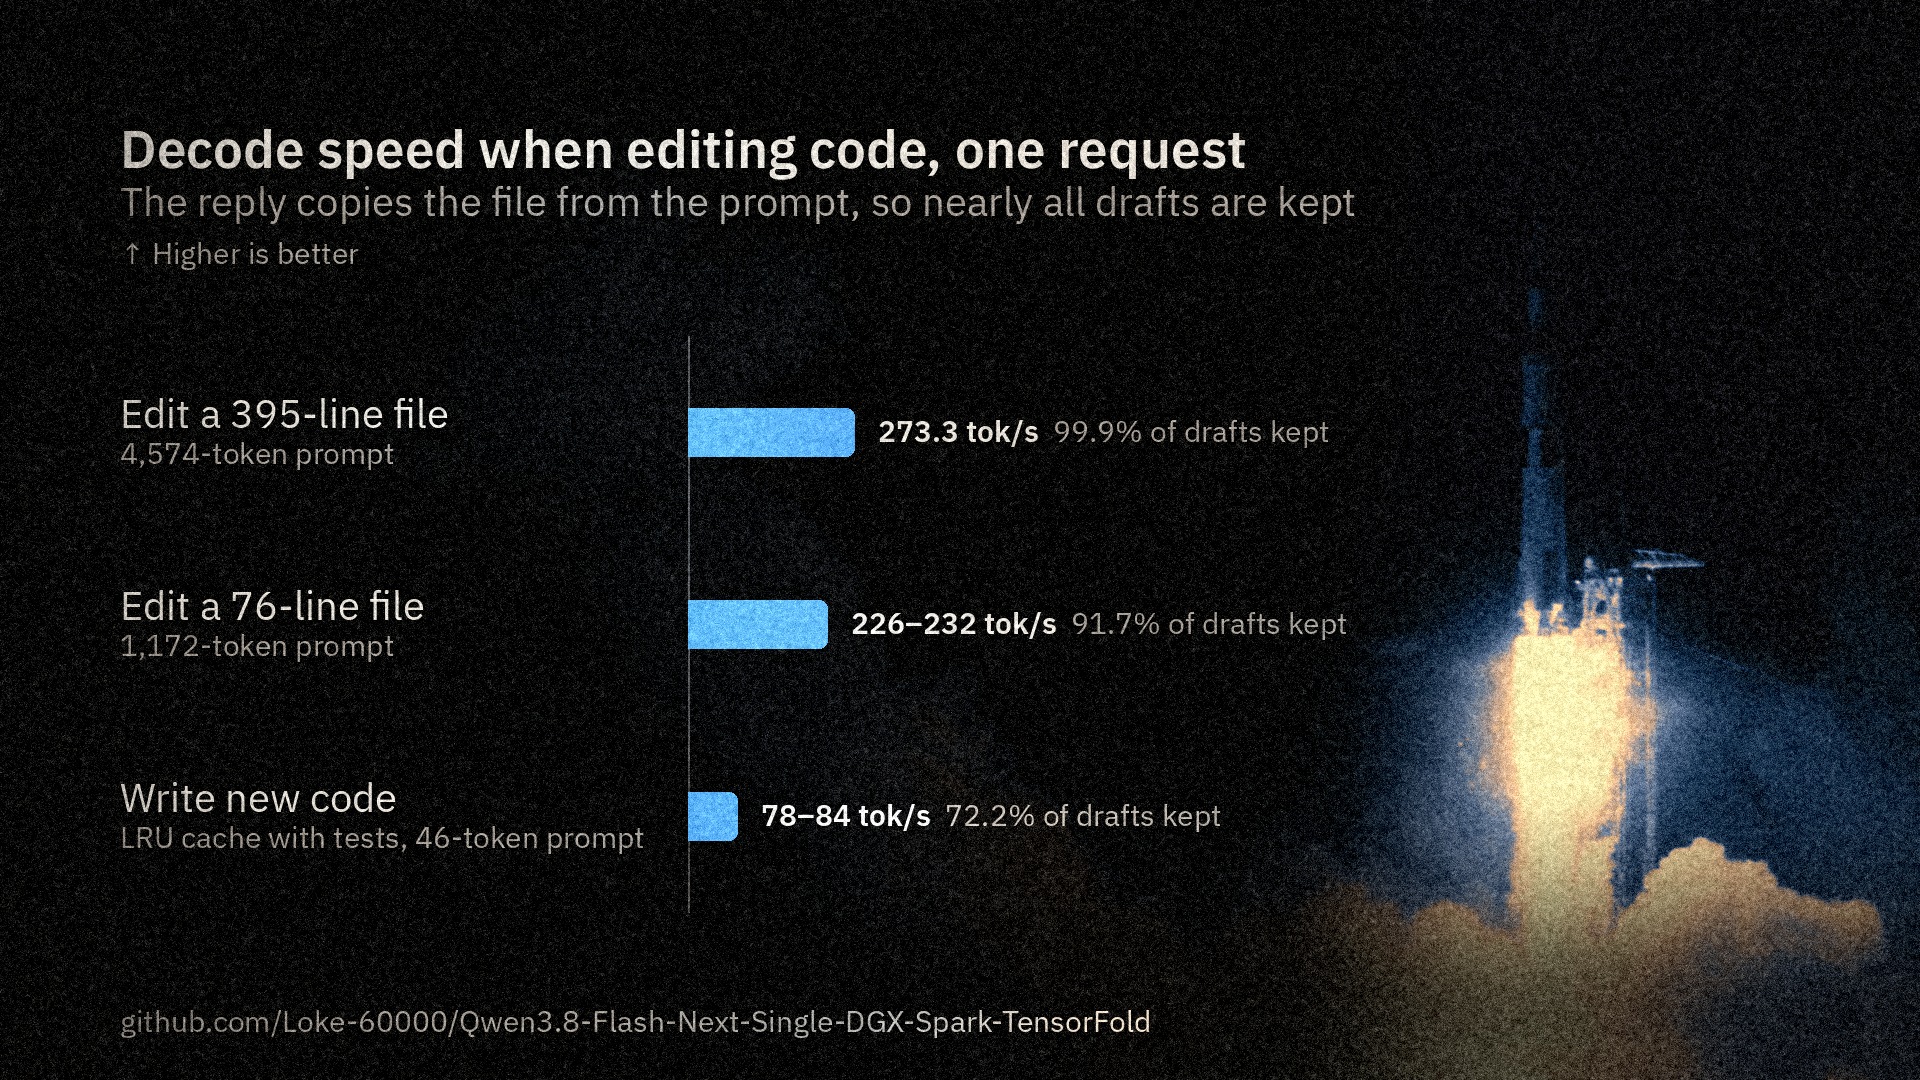 Decode speed when editing code, one request
The reply copies the file from the prompt, so nearly all drafts are kept
↑ Higher is better
Edit a 395-line file
4,574-token prompt
273.3 tok/s 99.9% of drafts kept
Edit a 76-line file
1,172-token prompt
226–232 tok/s 91.7% of drafts kept
Write new code
LRU cache with tests, 46-token prompt
78–84 tok/s 72.2% of drafts kept
github.com/Loke-60000/Qwen3.8-Flash-Next-Single-DGX-Spark-TensorFold